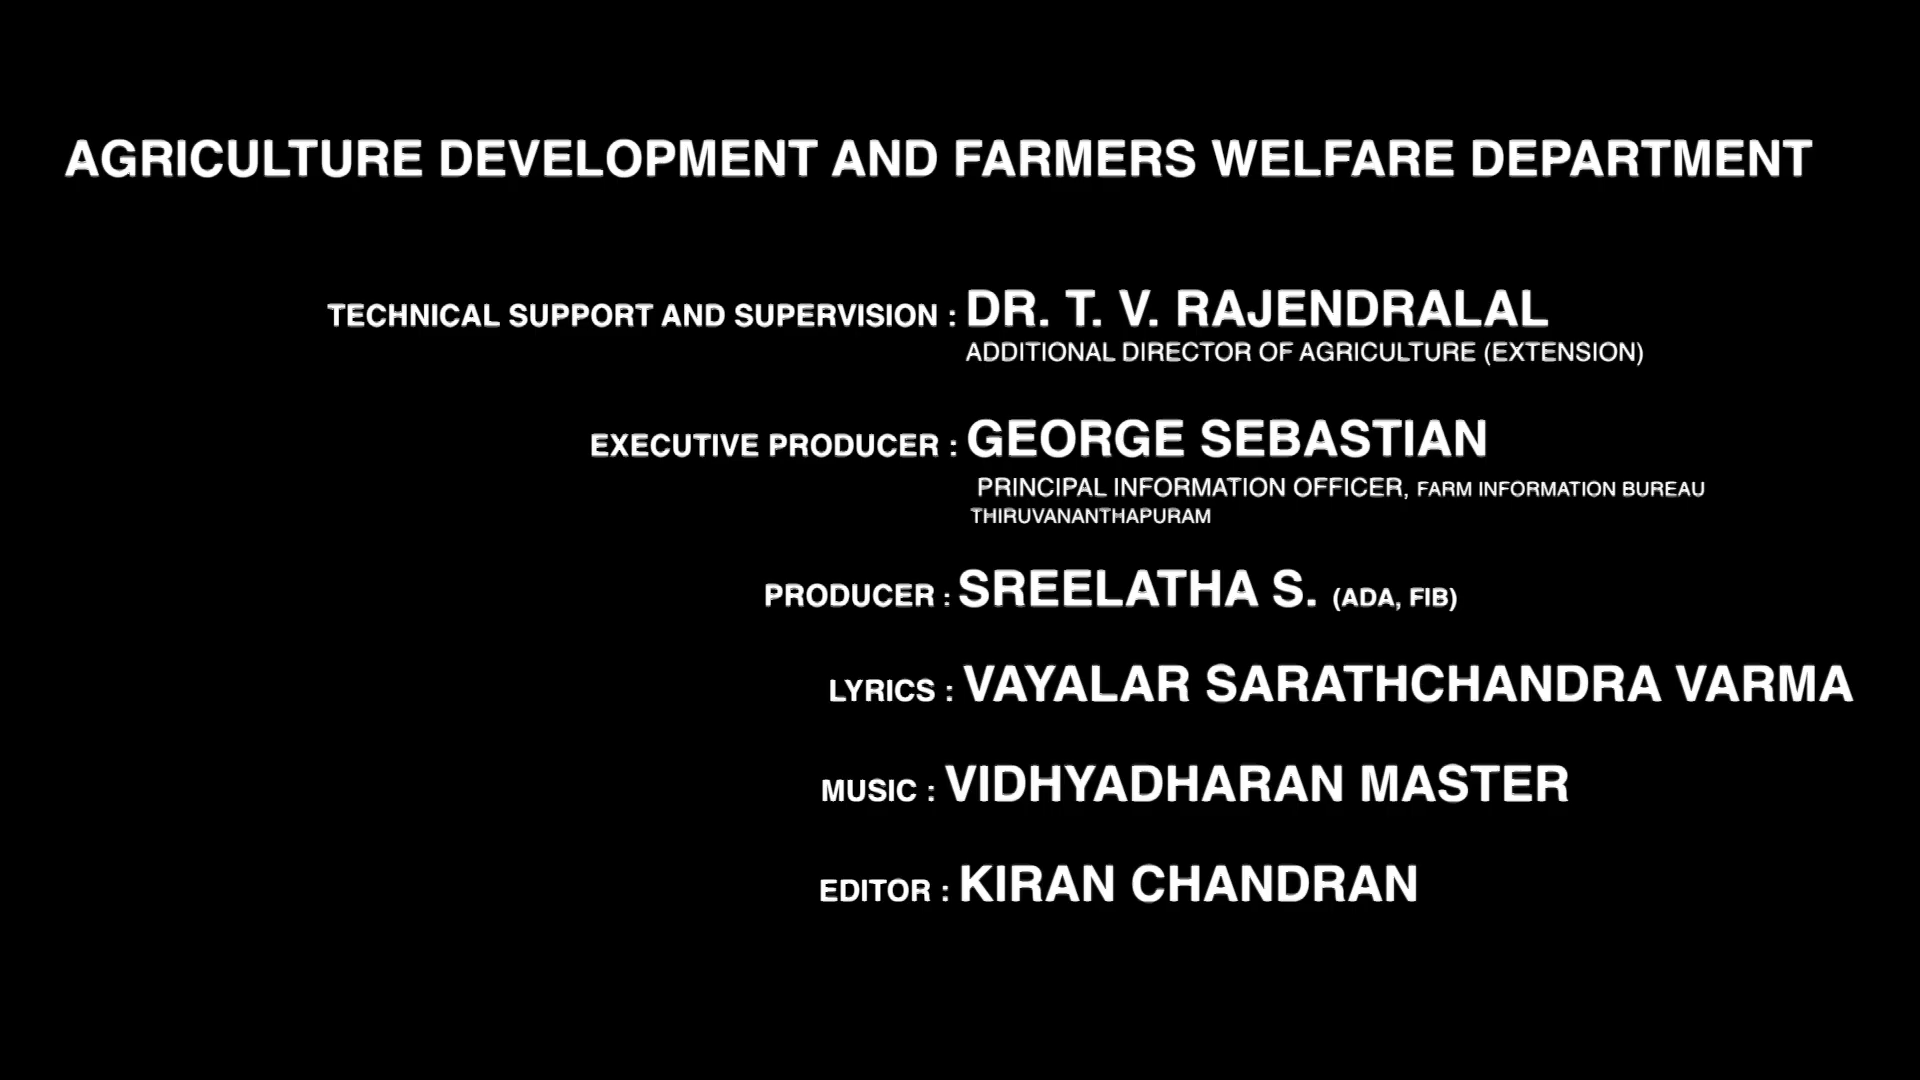 AGRICULTURE DEVELOPMENT AND FARMERS WELFARE DEPARTMENT
TECHNICAL SUPPORT AND SUPERVISION : DR. T. V. RAJENDRALAL
ADDITIONAL DIRECTOR OF AGRICULTURE (EXTENSION)
EXECUTIVE PRODUCER : GEORGE SEBASTIAN
PRINCIPAL INFORMATION OFFICER, FARM INFORMATION BUREAU
THIRUVANANTHAPURAM
PRODUCER : SREELATHA S. (ADA, FIB)
LYRICS : VAYALAR SARATHCHANDRA VARMA
MUSIC : VIDHYADHARAN MASTER
EDITOR : KIRAN CHANDRAN